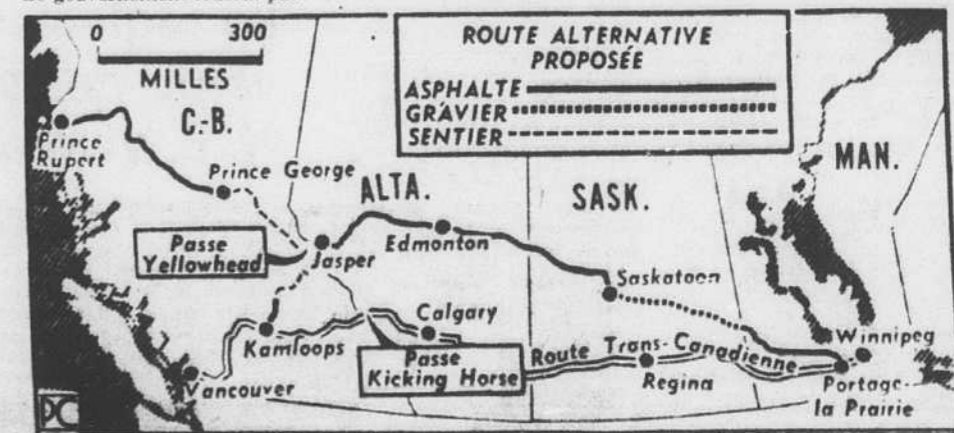 0 300
MILLES
C.-B.
ROUTE ALTERNATIVE
PROPOSÉE
ASPHALTE
GRAVIER
SENTIER
MAN.
ALTA.
SASK.
Prince
Rupert
Prince George
Passe
Yellowhead
Jasper
Edmonton
Saskatoon
Calgary
Kamloops
Vancouver
Passe
Kicking Horse
Route Trans-Canadienne
Regina
Winnipeg
Portage
la Prairie
PC